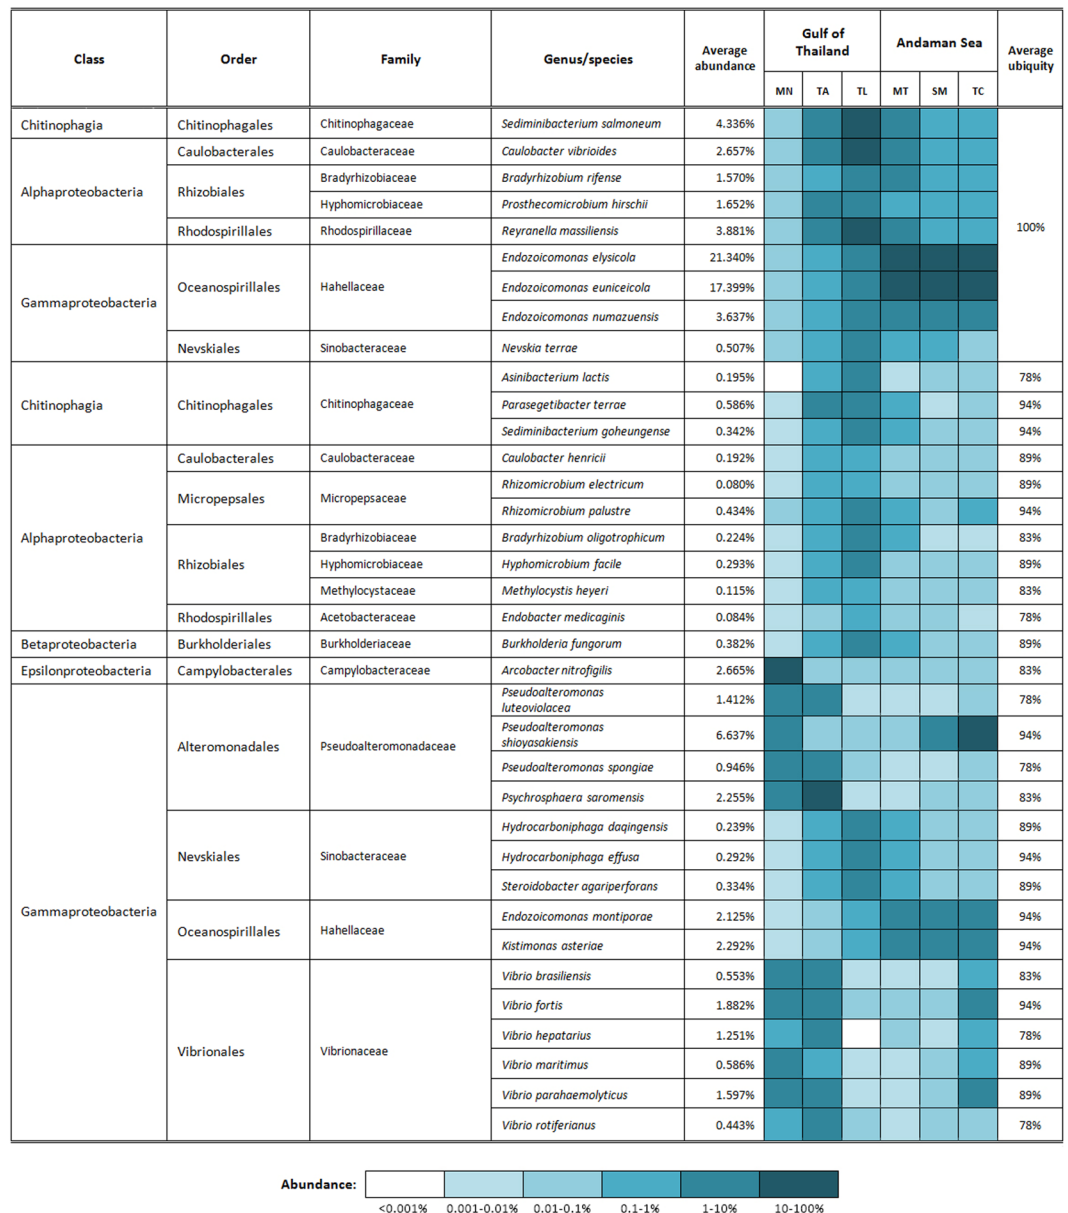 Class Order Family Genus/species Average abundance Gulf of Thailand Andaman Sea Average ubiquity
MN TA TL MT SM TC
Chitinophagia Chitinophagales Chitinophagaceae Sediminibacterium salmoneum 4.336%
Alphaproteobacteria Caulobacterales Caulobacteraceae Caulobacter vibrioides 2.657%
Rhizobiales Bradyrhizobiaceae Bradyrhizobium rifense 1.570%
Hyphomicrobiaceae Prosthecomicrobium hirschii 1.652%
Rhodospirillales Rhodospirillaceae Reyranella massiliensis 3.881%
100%
Gammaproteobacteria Oceanospirillales Hahellaceae Endozoicomonas elysicola 21.340%
Endozoicomonas euniceicola 17.399%
Endozoicomonas numazuensis 3.637%
Nevskiales Sinobacteraceae Nevskia terrae 0.507%
Chitinophagia Chitinophagales Chitinophagaceae Asinibacterium lactis 0.195% 78%
Parasegetibacter terrae 0.586% 94%
Sediminibacterium goheungense 0.342% 94%
Alphaproteobacteria Caulobacterales Caulobacteraceae Caulobacter henricii 0.192% 89%
Micropepsales Micropepsaceae Rhizomicrobium electricum 0.080% 89%
Rhizomicrobium palustre 0.434% 94%
Rhizobiales Bradyrhizobiaceae Bradyrhizobium oligotrophicum 0.224% 83%
Hyphomicrobiaceae Hyphomicrobium facile 0.293% 89%
Methylocystaceae Methylocystis heyeri 0.115% 83%
Rhodospirillales Acetobacteraceae Endobacter medicaginis 0.084% 78%
Betaproteobacteria Burkholderiales Burkholderiaceae Burkholderia fungorum 0.382% 89%
Epsilonproteobacteria Campylobacterales Campylobacteraceae Arcobacter nitrofigilis 2.665% 83%
Gammaproteobacteria Alteromonadales Pseudoalteromonadaceae Pseudoalteromonas luteoviolacea 1.412% 78%
Pseudoalteromonas shioyasakiensis 6.637% 94%
Pseudoalteromonas spongiae 0.946% 78%
Psychrosphaera saromensis 2.255% 83%
Nevskiales Sinobacteraceae Hydrocarboniphaga daqingensis 0.239% 89%
Hydrocarboniphaga effusa 0.292% 94%
Steroidobacter agariperforans 0.334% 89%
Oceanospirillales Hahellaceae Endozoicomonas montiporae 2.125% 94%
Kistimonas asteriae 2.292% 94%
Vibrionales Vibrionaceae Vibrio brasiliensis 0.553% 83%
Vibrio fortis 1.882% 94%
Vibrio hepatarius 1.251% 78%
Vibrio maritimus 0.586% 89%
Vibrio parahaemolyticus 1.597% 89%
Vibrio rotiferianus 0.443% 78%
Abundance:
<0.001% 0.001-0.01% 0.01-0.1% 0.1-1% 1-10% 10-100%